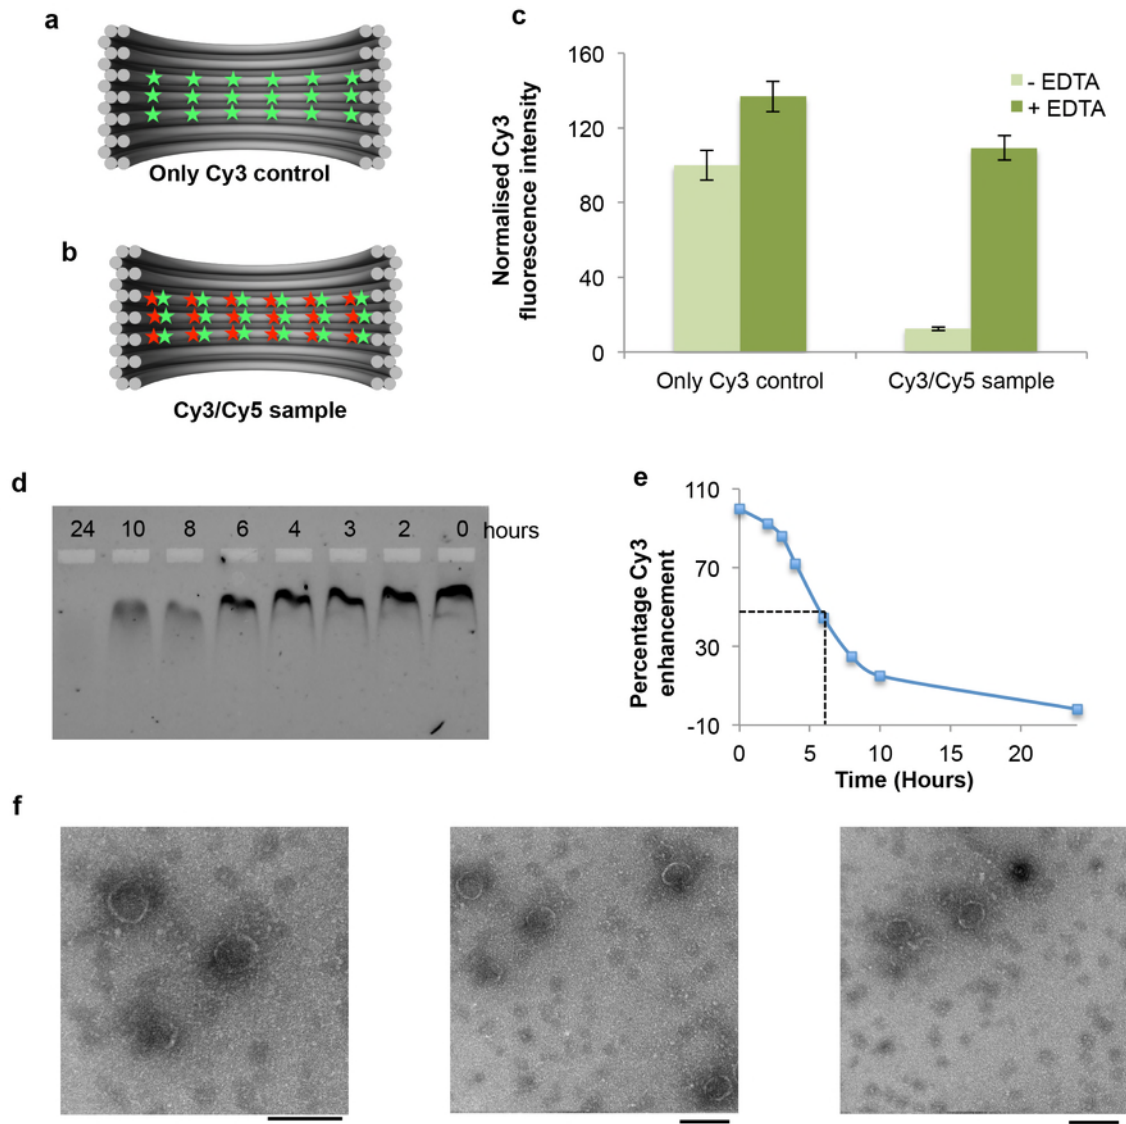 a
Only Cy3 control
b
Cy3/Cy5 sample
c
Normalised Cy3
fluorescence intensity
160
120
80
40
0
- EDTA
+ EDTA
Only Cy3 control
Cy3/Cy5 sample
d
24 10 8 6 4 3 2 0 hours
e
Percentage Cy3
enhancement
110
70
30
-10
0 5 10 15 20
Time (Hours)
f